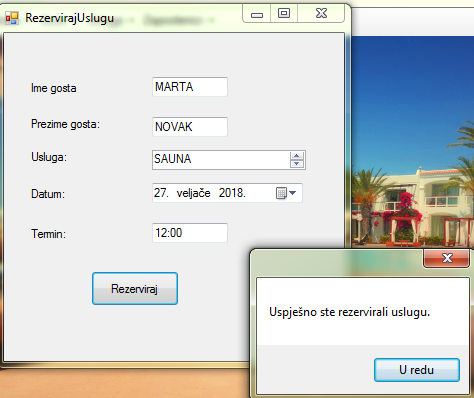 RezervirajUslugu
Ime gosta
MARTA
Prezime gosta:
NOVAK
Usluga:
SAUNA
Datum:
27. veljače 2018.
Termin:
12:00
Rezerviraj
Uspješno ste rezervirali uslugu.
U redu